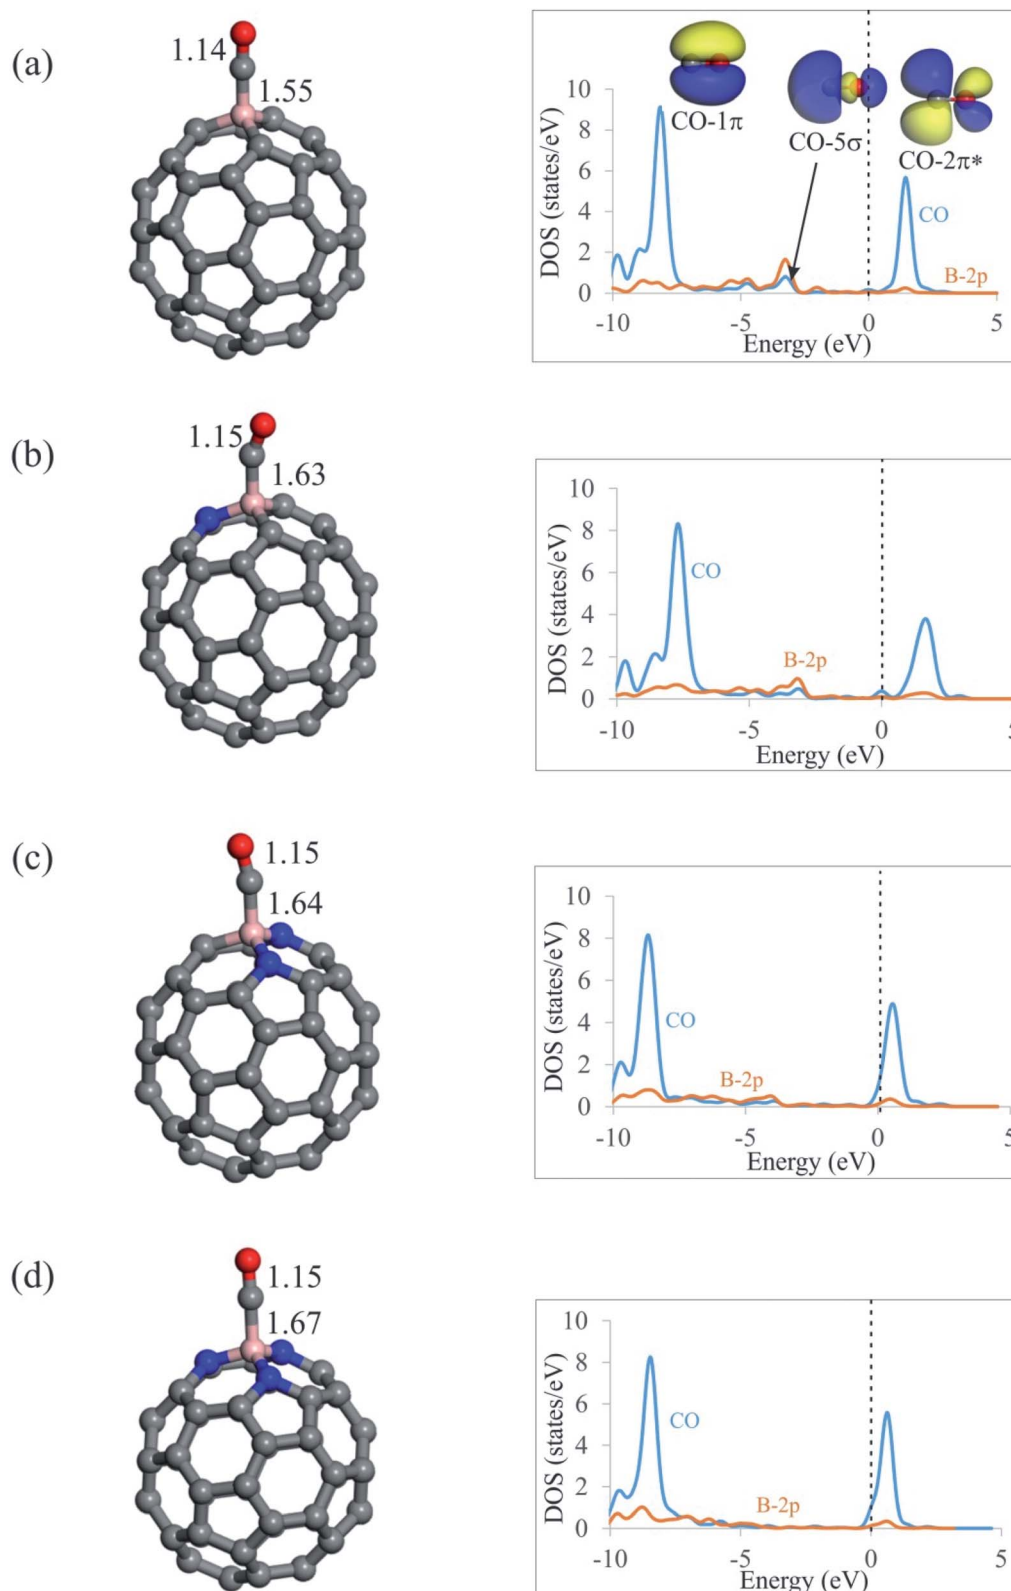 (a)
1.14
1.55
DOS (states/eV)
10
8
6
4
2
0
CO-1π
CO-5σ
CO-2π*
CO
B-2p
-10
-5
0
5
Energy (eV)
(b)
1.15
1.63
DOS (states/eV)
10
8
6
4
2
0
CO
B-2p
-10
-5
0
5
Energy (eV)
(c)
1.15
1.64
DOS (states/eV)
10
8
6
4
2
0
CO
B-2p
-10
-5
0
5
Energy (eV)
(d)
1.15
1.67
DOS (states/eV)
10
8
6
4
2
0
CO
B-2p
-10
-5
0
5
Energy (eV)